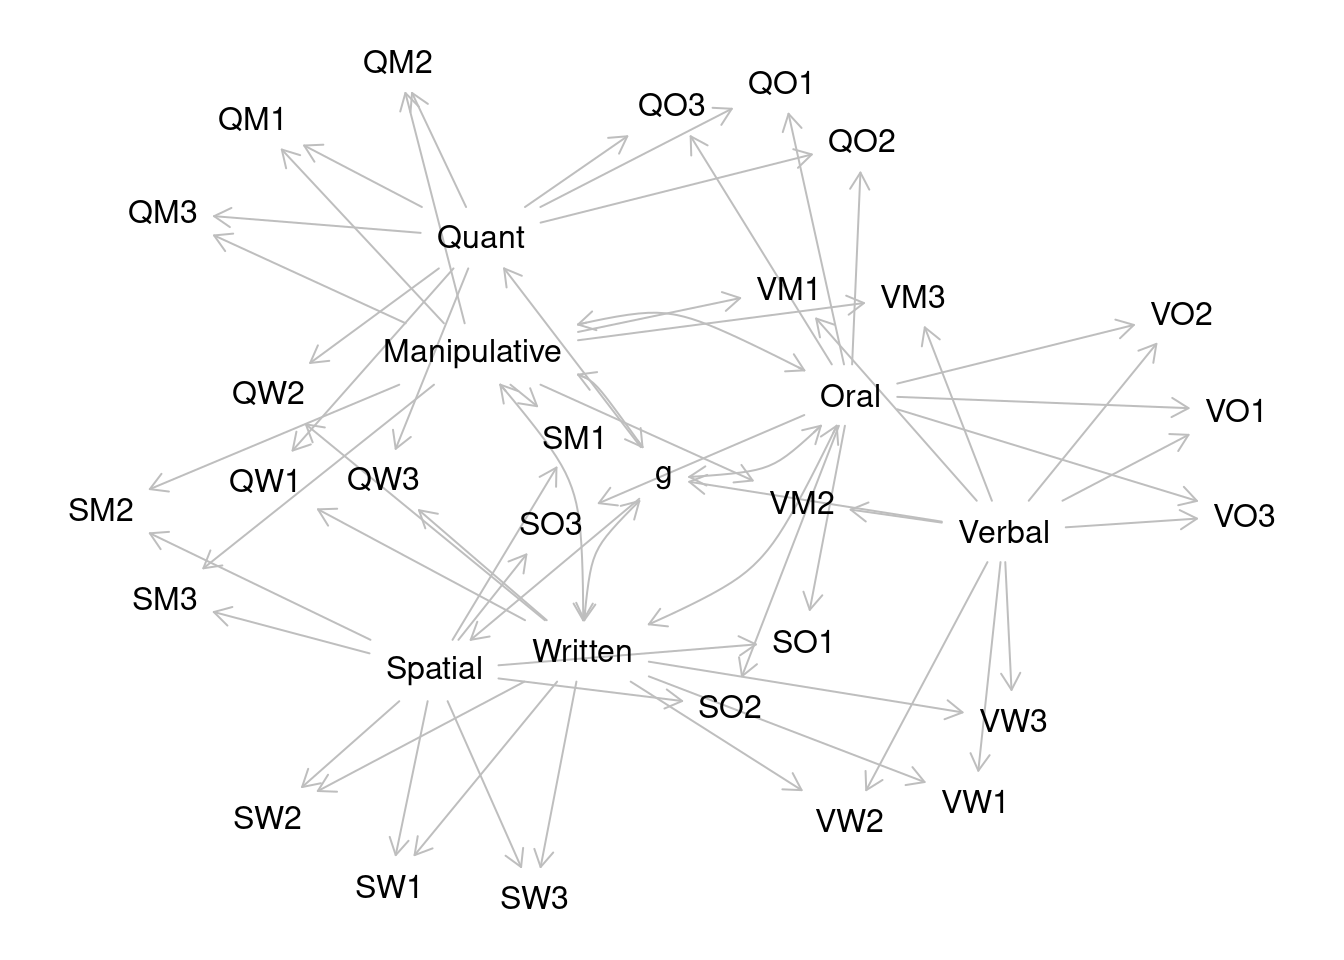 QM2
QO1
QO3
QM1
QO2
QM3
Quant
VM1
VM3
VO2
Manipulative
QW2
Oral
VO1
SM1
g
QW1
QW3
VM2
SM2
SO3
VO3
Verbal
SM3
SO1
Written
Spatial
SO2
VW3
VW1
SW2
VW2
SW1
SW3